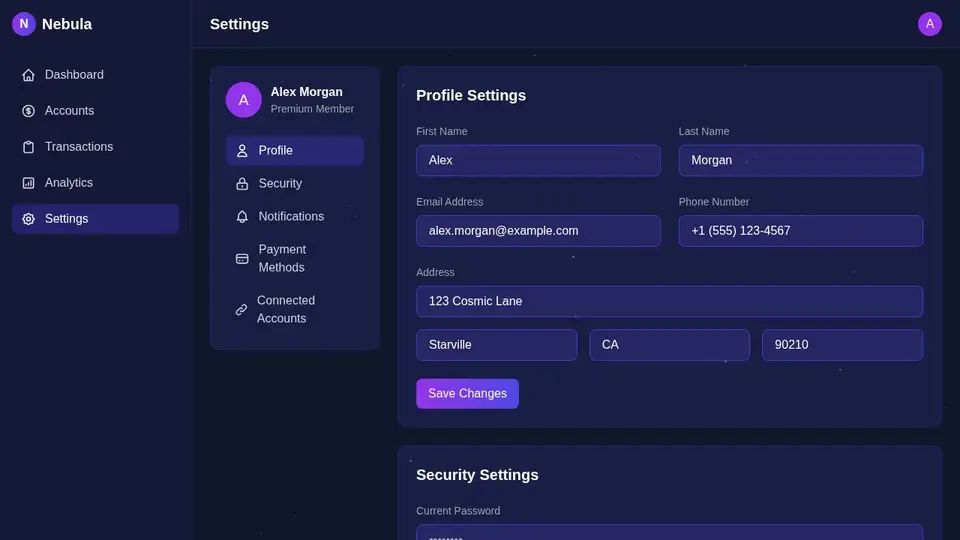 N Nebula
Dashboard
Accounts
Transactions
Analytics
Settings
Settings
A
A
Alex Morgan
Premium Member
Profile
Security
Notifications
Payment
Methods
Connected
Accounts
Profile Settings
First Name
Last Name
Alex
Morgan
Email Address
Phone Number
alex.morgan@example.com
+1 (555) 123-4567
Address
123 Cosmic Lane
Starville
CA
90210
Save Changes
Security Settings
Current Password